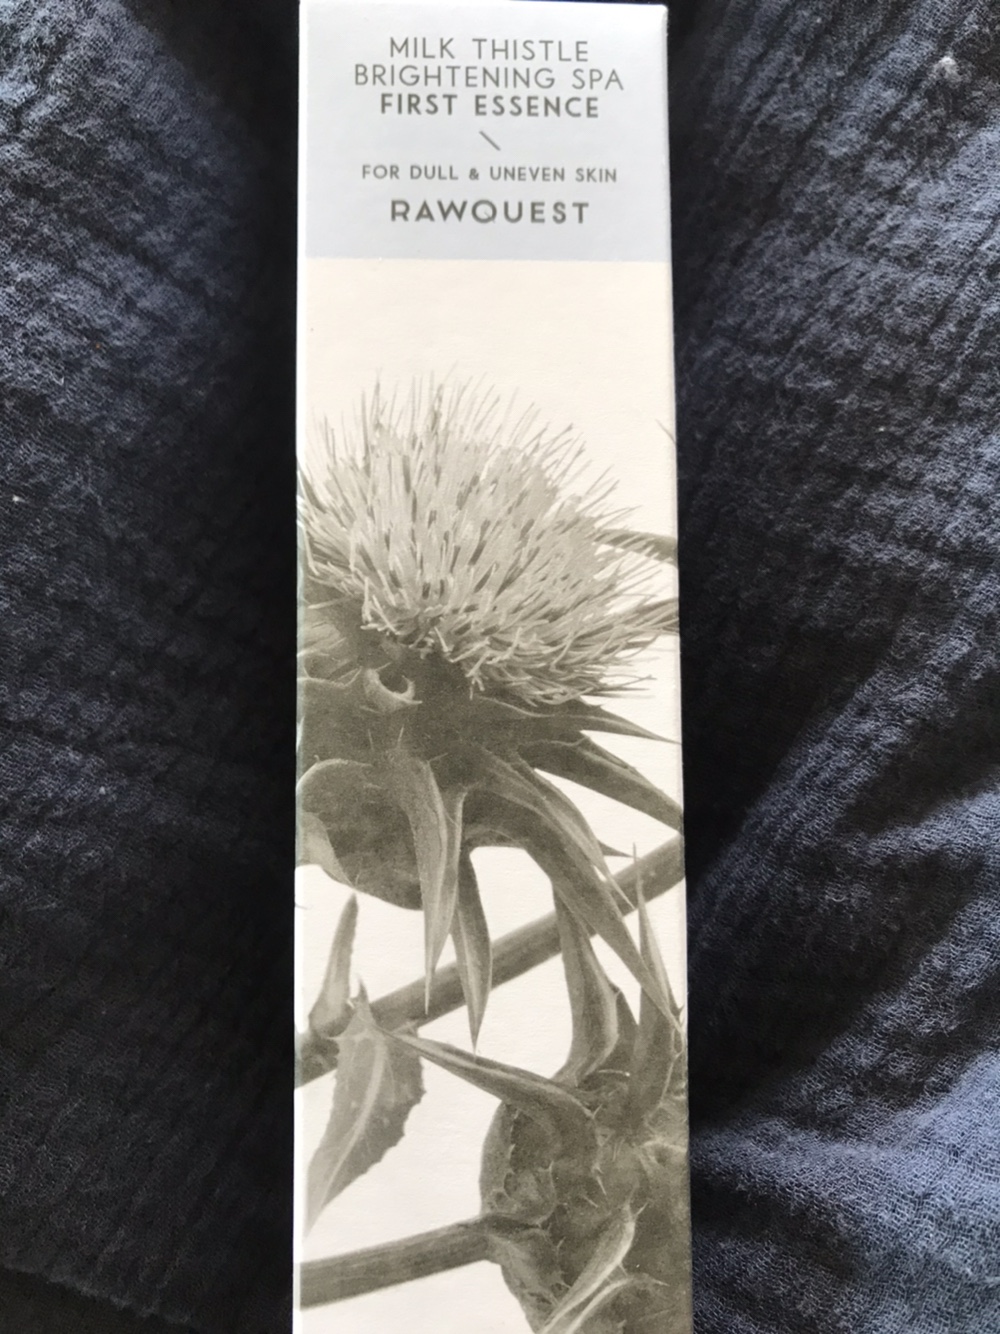 MILK THISTLE
BRIGHTENING SPA
FIRST ESSENCE
FOR DULL & UNEVEN SKIN
RAWQUEST